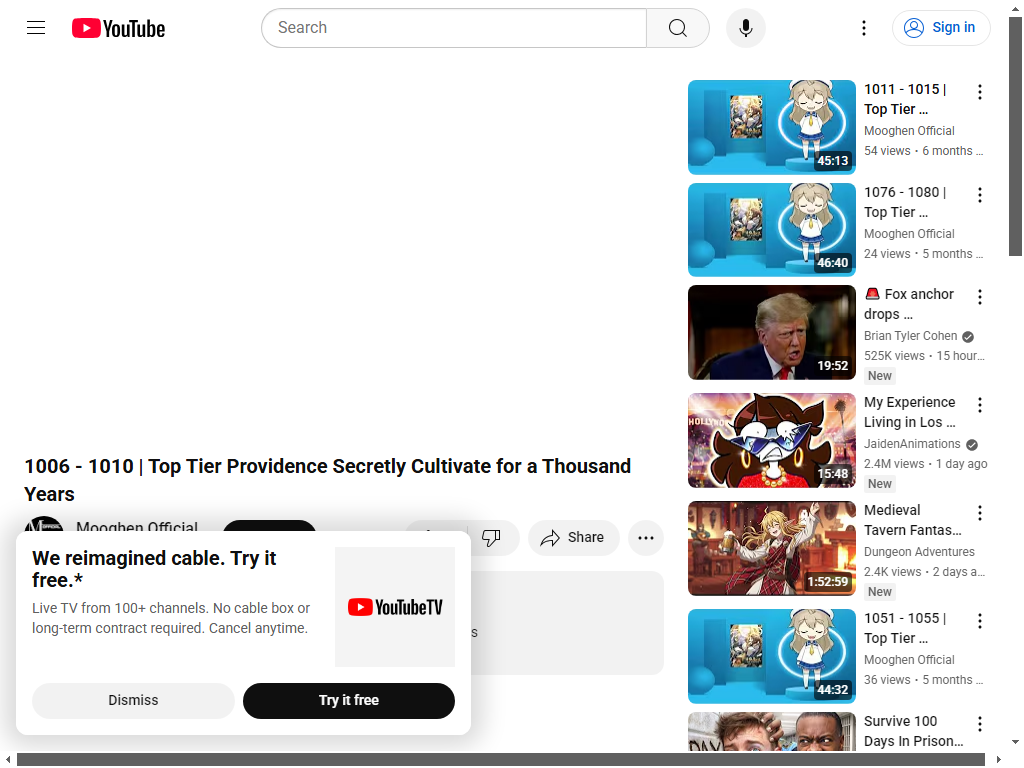 YouTube
Search
Sign in
1006 - 1010 | Top Tier Providence Secretly Cultivate for a Thousand
Years
Mooghen Official
Share
We reimagined cable. Try it
free.*
Live TV from 100+ channels. No cable box or
long-term contract required. Cancel anytime.
YouTubeTV
Dismiss
Try it free
s
45:13
1011 - 1015 |
Top Tier …
Mooghen Official
54 views • 6 months …
46:40
1076 - 1080 |
Top Tier …
Mooghen Official
24 views • 5 months …
19:52
🚨 Fox anchor
drops …
Brian Tyler Cohen
525K views • 15 hour…
New
HOLLYWO
15:48
My Experience
Living in Los …
JaidenAnimations
2.4M views • 1 day ago
New
1:52:59
Medieval
Tavern Fantas…
Dungeon Adventures
2.4K views • 2 days a…
New
44:32
1051 - 1055 |
Top Tier …
Mooghen Official
36 views • 5 months …
DAY
Survive 100
Days In Prison…